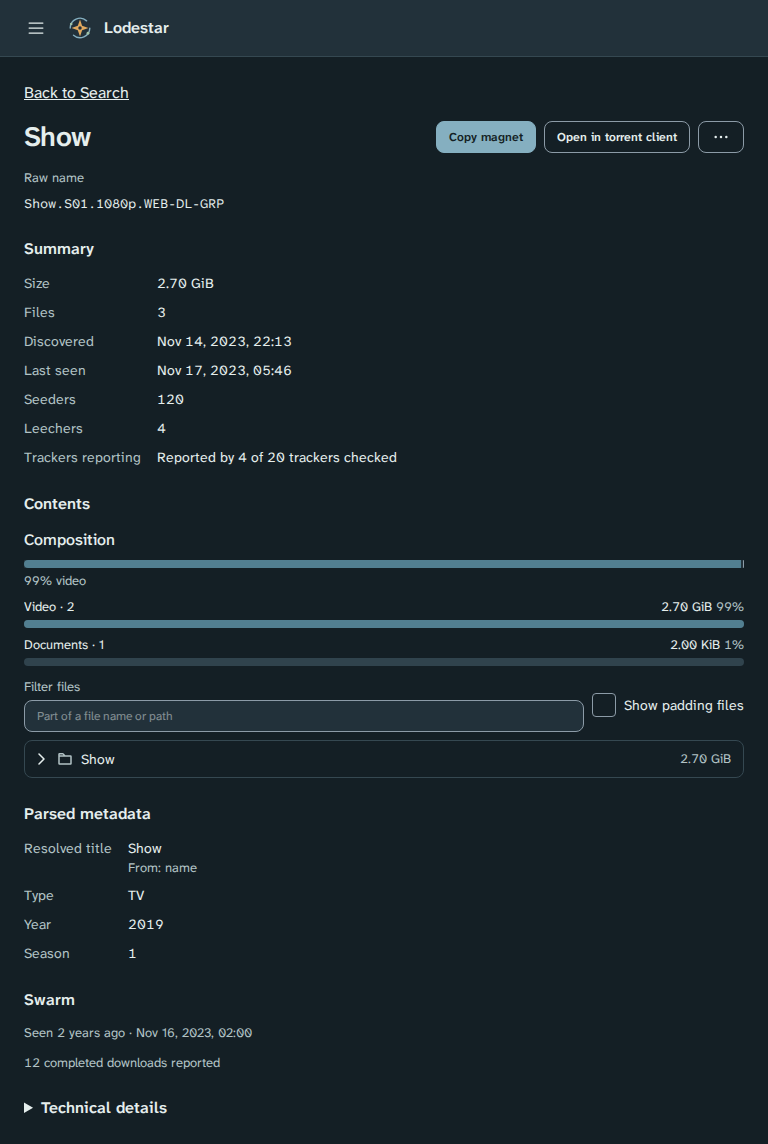 Lodestar
Back to Search
Show
Copy magnet
Open in torrent client
...
Raw name
Show.S01.1080p.WEB-DL-GRP
Summary
Size 2.70 GiB
Files 3
Discovered Nov 14, 2023, 22:13
Last seen Nov 17, 2023, 05:46
Seeders 120
Leechers 4
Trackers reporting Reported by 4 of 20 trackers checked
Contents
Composition
99% video
Video · 2 2.70 GiB 99%
Documents · 1 2.00 KiB 1%
Filter files
Part of a file name or path
Show padding files
Show 2.70 GiB
Parsed metadata
Resolved title Show
From: name
Type TV
Year 2019
Season 1
Swarm
Seen 2 years ago · Nov 16, 2023, 02:00
12 completed downloads reported
Technical details